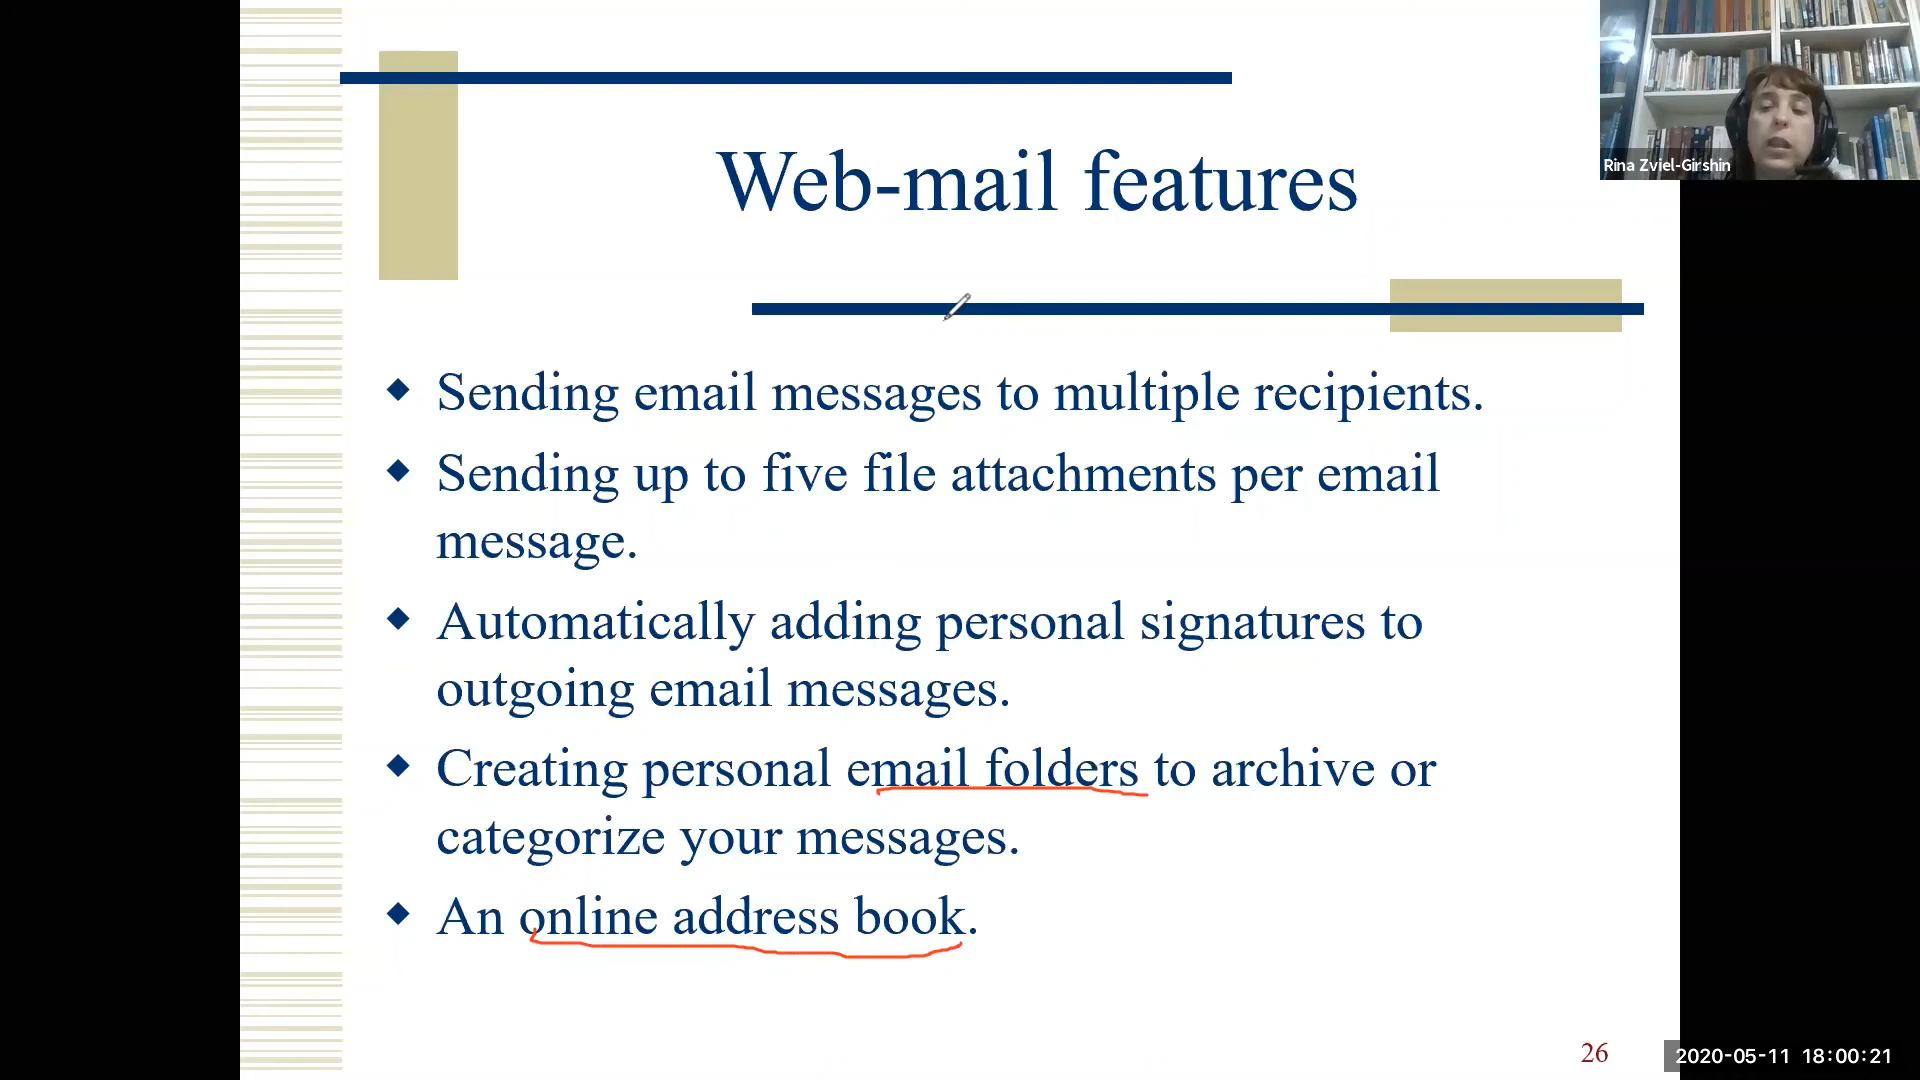 Rina Zviel-Girshin
Web-mail features
Sending email messages to multiple recipients.
Sending up to five file attachments per email
message.
Automatically adding personal signatures to
outgoing email messages.
Creating personal email folders to archive or
categorize your messages.
An online address book.
26
2020-05-11 18:00:21